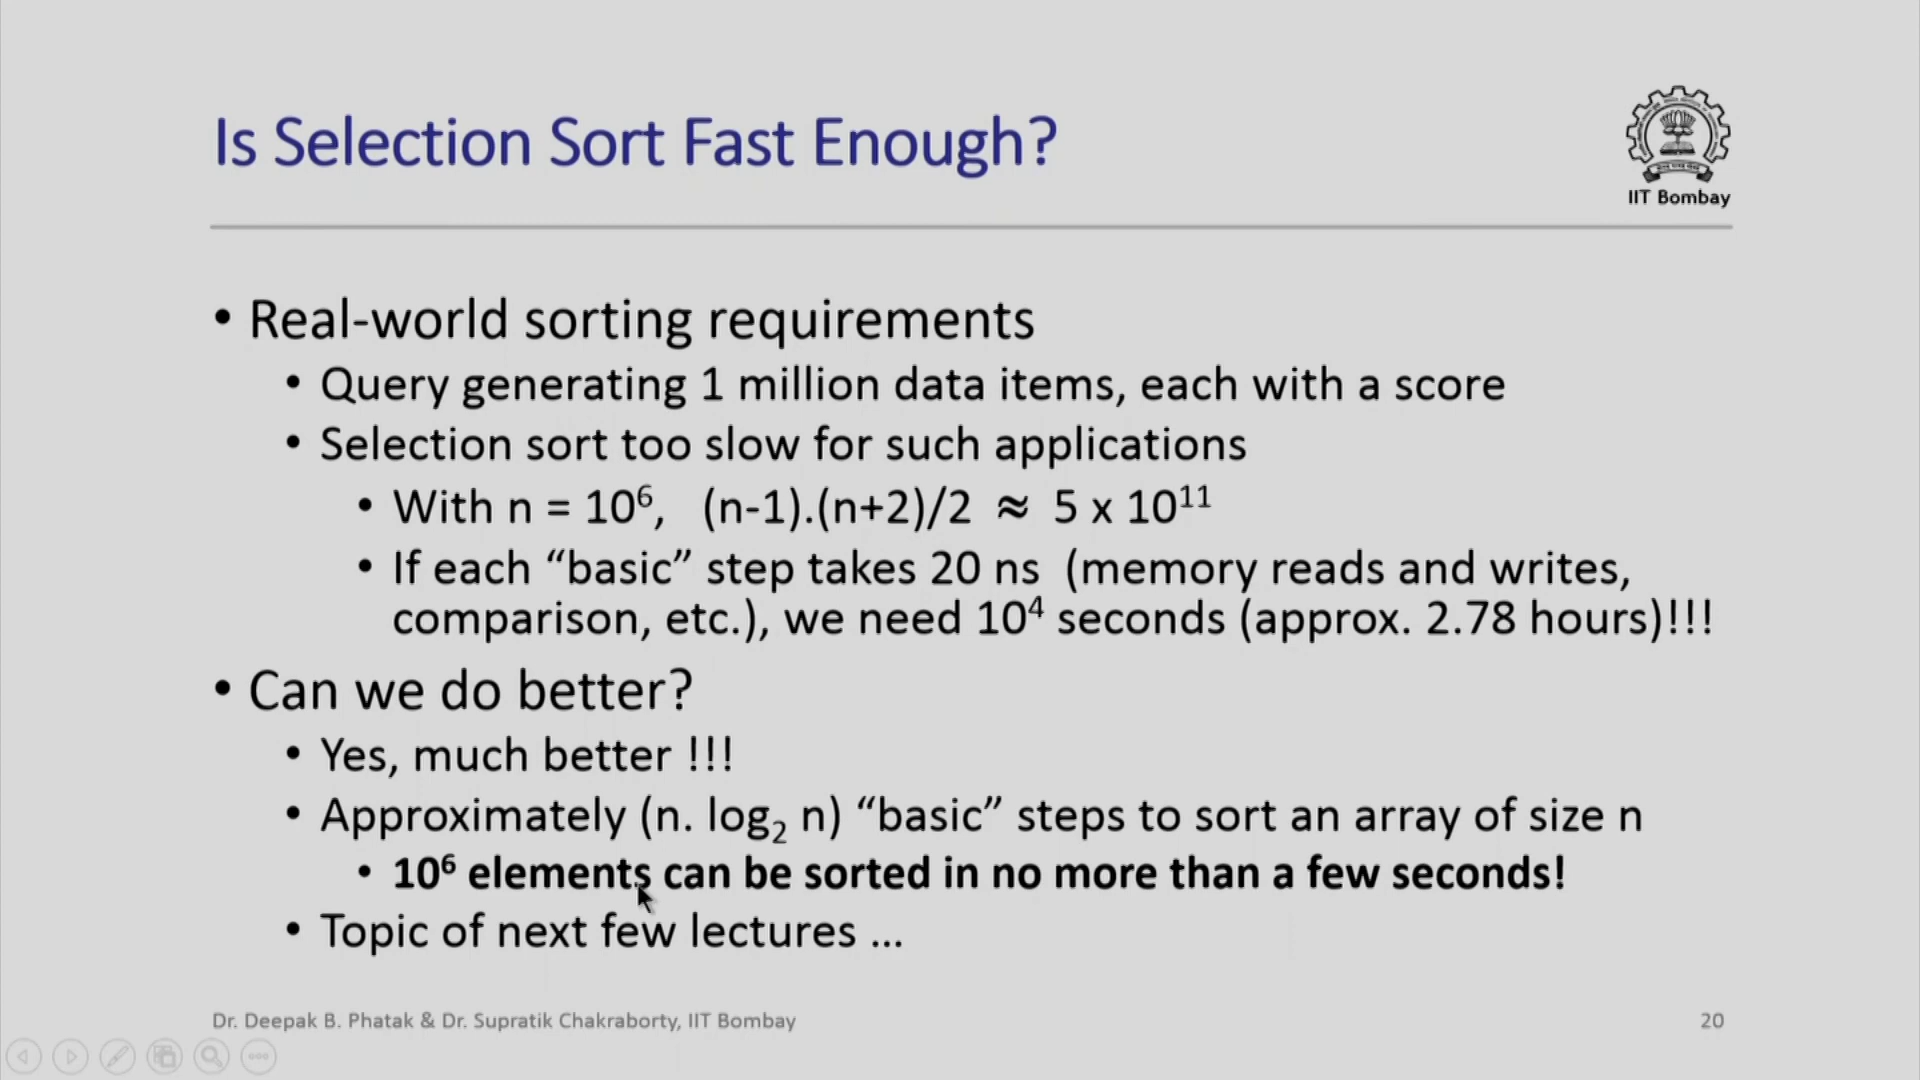 Is Selection Sort Fast Enough?
IIT Bombay
• Real-world sorting requirements
• Query generating 1 million data items, each with a score
• Selection sort too slow for such applications
• With n = 10⁶, (n-1).(n+2)/2 ≈ 5 x 10¹¹
• If each “basic” step takes 20 ns (memory reads and writes,
comparison, etc.), we need 10⁴ seconds (approx. 2.78 hours)!!!
• Can we do better?
• Yes, much better !!!
• Approximately (n. log₂ n) “basic” steps to sort an array of size n
• 10⁶ elements can be sorted in no more than a few seconds!
• Topic of next few lectures ...
Dr. Deepak B. Phatak & Dr. Supratik Chakraborty, IIT Bombay
20